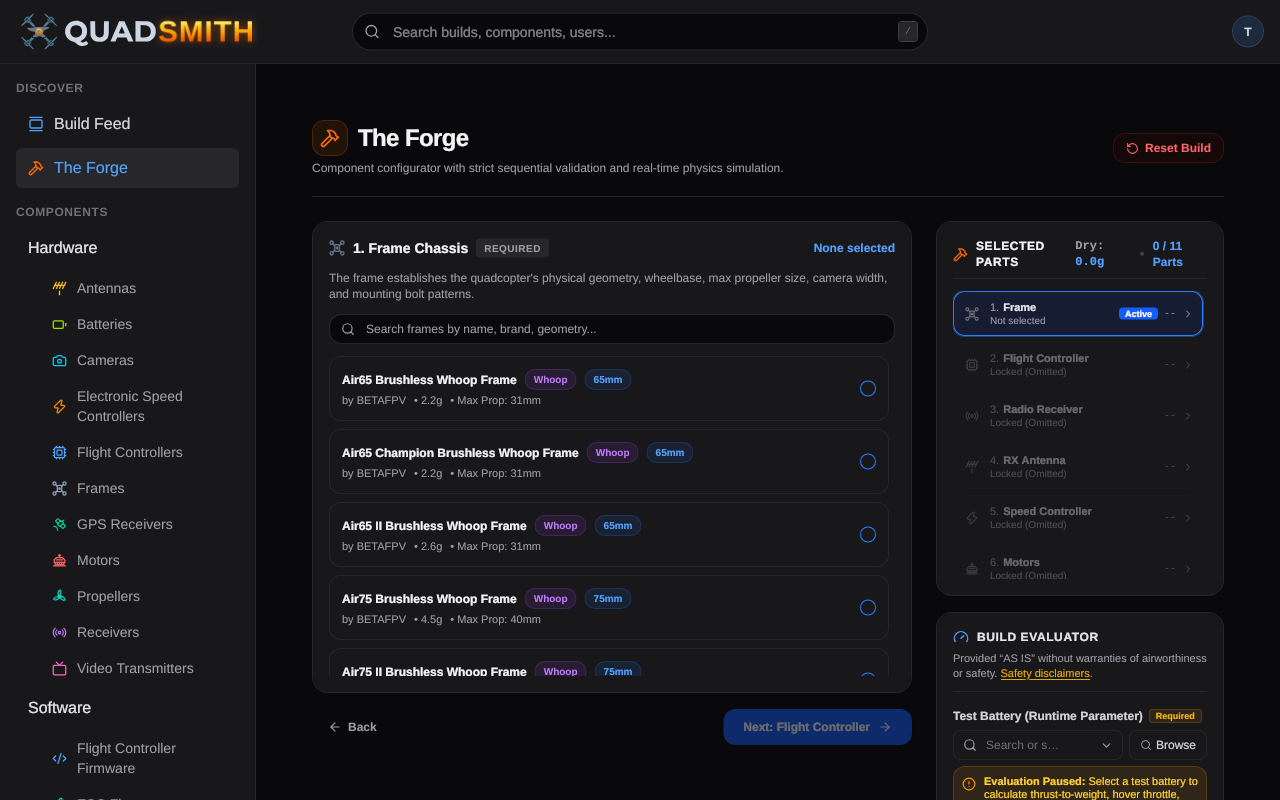 QUADSMITH
Search builds, components, users...
/
T
DISCOVER
Build Feed
The Forge
COMPONENTS
Hardware
Antennas
Batteries
Cameras
Electronic Speed
Controllers
Flight Controllers
Frames
GPS Receivers
Motors
Propellers
Receivers
Video Transmitters
Software
Flight Controller
Firmware
The Forge
Component configurator with strict sequential validation and real-time physics simulation.
Reset Build
1. Frame Chassis REQUIRED
None selected
The frame establishes the quadcopter's physical geometry, wheelbase, max propeller size, camera width,
and mounting bolt patterns.
Search frames by name, brand, geometry...
Air65 Brushless Whoop Frame Whoop 65mm
by BETAFPV • 2.2g • Max Prop: 31mm
Air65 Champion Brushless Whoop Frame Whoop 65mm
by BETAFPV • 2.2g • Max Prop: 31mm
Air65 II Brushless Whoop Frame Whoop 65mm
by BETAFPV • 2.6g • Max Prop: 31mm
Air75 Brushless Whoop Frame Whoop 75mm
by BETAFPV • 4.5g • Max Prop: 40mm
Air75 II Brushless Whoop Frame Whoop 75mm
Back
Next: Flight Controller
SELECTED
PARTS
Dry:
0.0g
•
0 / 11
Parts
1. Frame
Not selected
Active --
2. Flight Controller
Locked (Omitted)
--
3. Radio Receiver
Locked (Omitted)
--
4. RX Antenna
Locked (Omitted)
--
5. Speed Controller
Locked (Omitted)
--
6. Motors
Locked (Omitted)
--
BUILD EVALUATOR
Provided “AS IS” without warranties of airworthiness
or safety. Safety disclaimers.
Test Battery (Runtime Parameter) Required
Search or s…
Browse
Evaluation Paused: Select a test battery to
calculate thrust-to-weight, hover throttle,